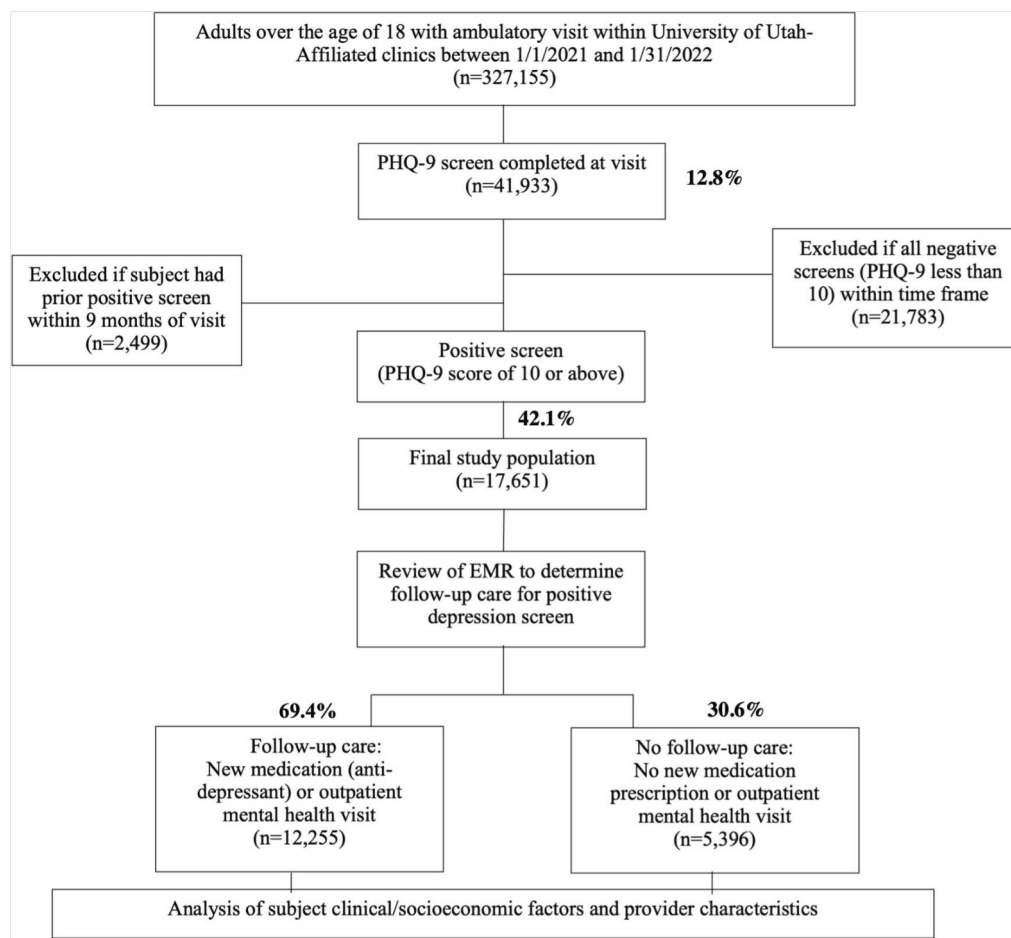 Adults over the age of 18 with ambulatory visit within University of Utah-
Affiliated clinics between 1/1/2021 and 1/31/2022
(n=327,155)
PHQ-9 screen completed at visit
(n=41,933)
12.8%
Excluded if subject had
prior positive screen
within 9 months of visit
(n=2,499)
Excluded if all negative
screens (PHQ-9 less than
10) within time frame
(n=21,783)
Positive screen
(PHQ-9 score of 10 or above)
42.1%
Final study population
(n=17,651)
Review of EMR to determine
follow-up care for positive
depression screen
69.4%
30.6%
Follow-up care:
New medication (anti-
depressant) or outpatient
mental health visit
(n=12,255)
No follow-up care:
No new medication
prescription or outpatient
mental health visit
(n=5,396)
Analysis of subject clinical/socioeconomic factors and provider characteristics